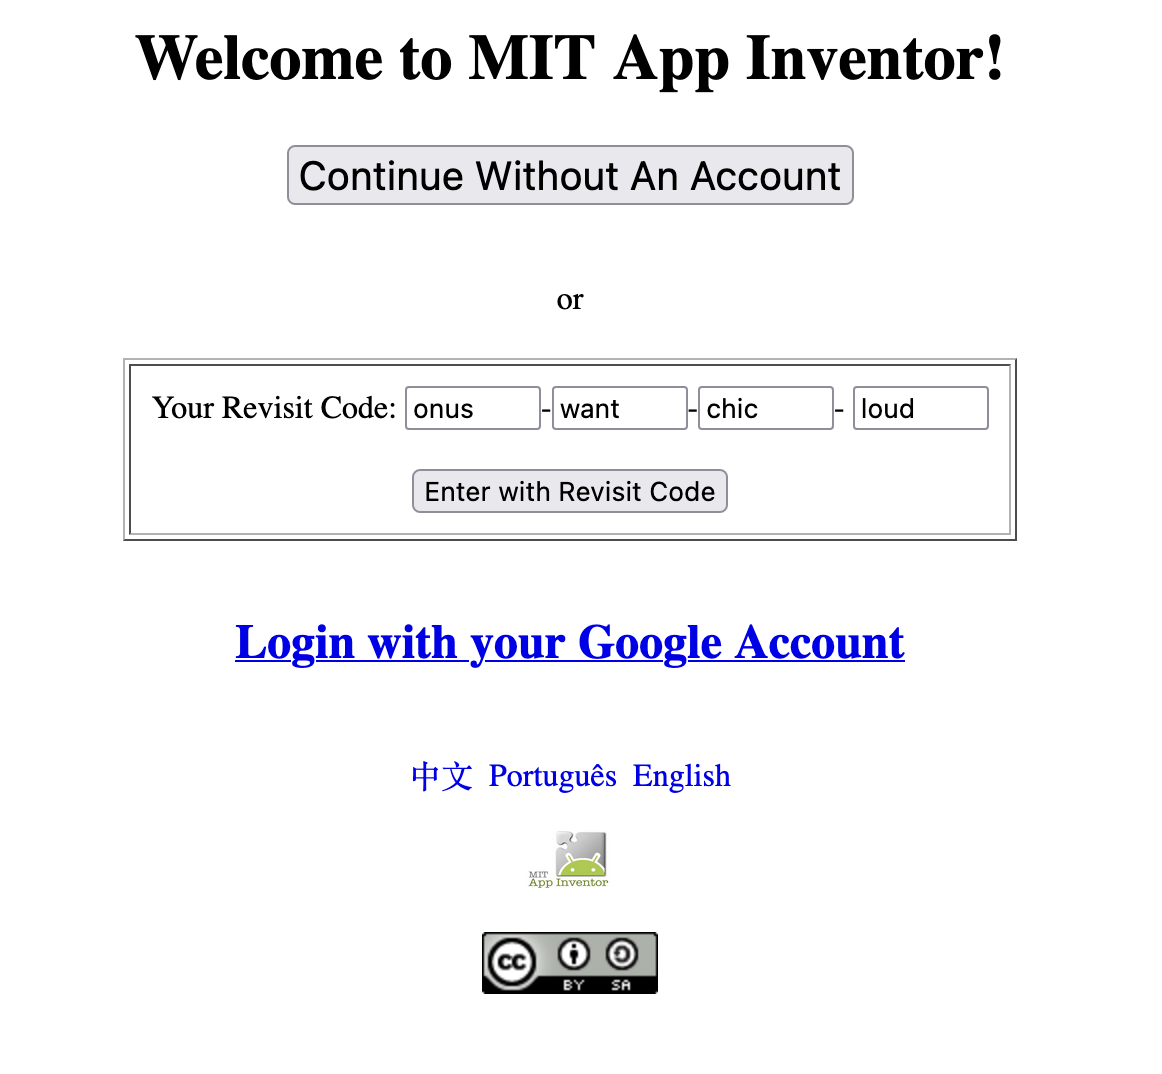 Welcome to MIT App Inventor!
Continue Without An Account
or
Your Revisit Code: onus - want - chic - loud
Enter with Revisit Code
Login with your Google Account
中文 Português English
MIT
App Inventor
cc
BY SA